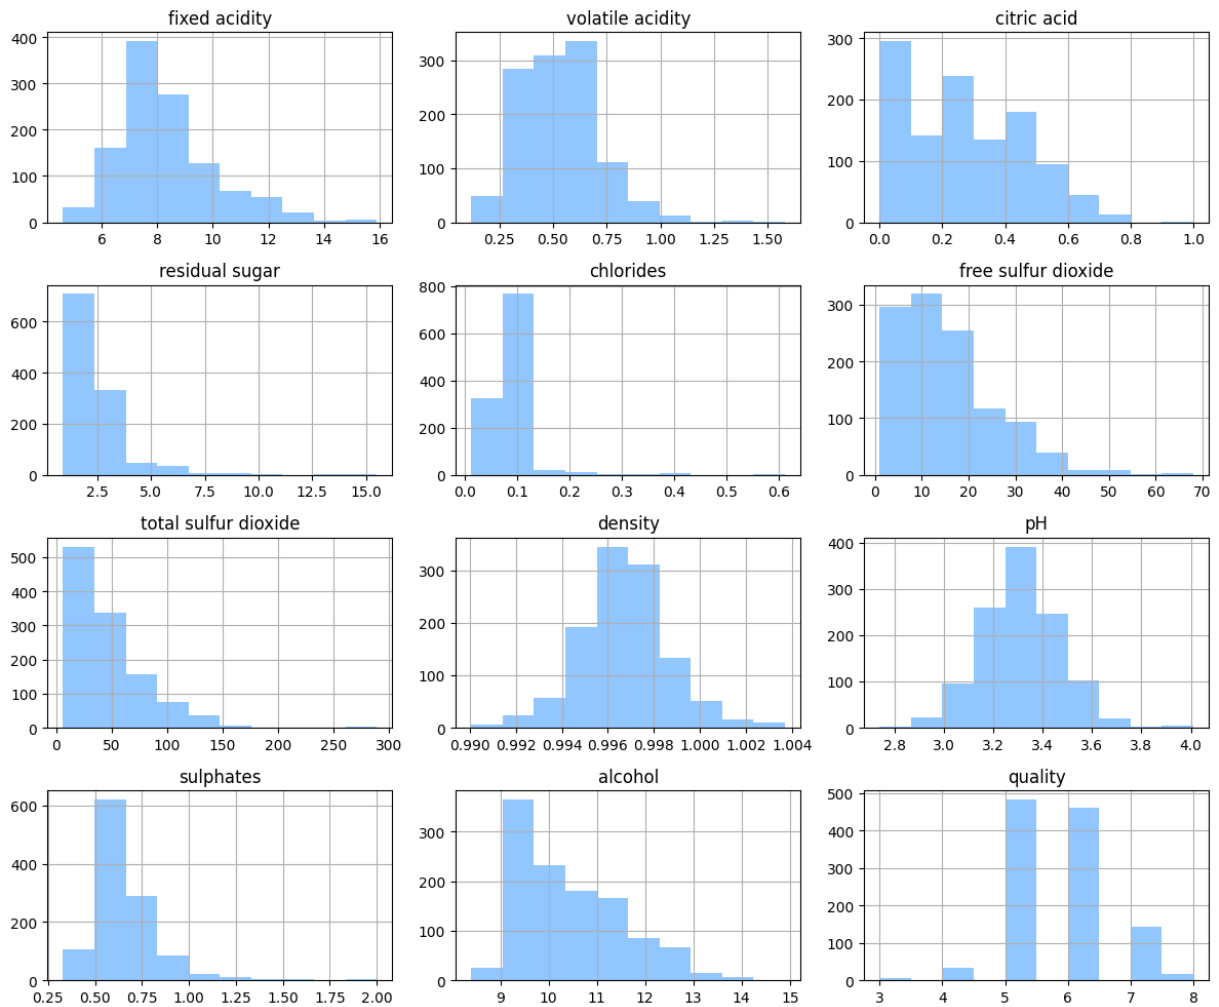 fixed acidity
volatile acidity
citric acid
400
300
200
100
0
6 8 10 12 14 16
300
200
100
0
0.25 0.50 0.75 1.00 1.25 1.50
300
200
100
0
0.0 0.2 0.4 0.6 0.8 1.0
residual sugar
chlorides
free sulfur dioxide
600
400
200
0
2.5 5.0 7.5 10.0 12.5 15.0
800
600
400
200
0
0.0 0.1 0.2 0.3 0.4 0.5 0.6
300
200
100
0
0 10 20 30 40 50 60 70
total sulfur dioxide
density
pH
500
400
300
200
100
0
0 50 100 150 200 250 300
300
200
100
0
0.990 0.992 0.994 0.996 0.998 1.000 1.002 1.004
400
300
200
100
0
2.8 3.0 3.2 3.4 3.6 3.8 4.0
sulphates
alcohol
quality
600
400
200
0
0.25 0.50 0.75 1.00 1.25 1.50 1.75 2.00
300
200
100
0
9 10 11 12 13 14 15
500
400
300
200
100
0
3 4 5 6 7 8